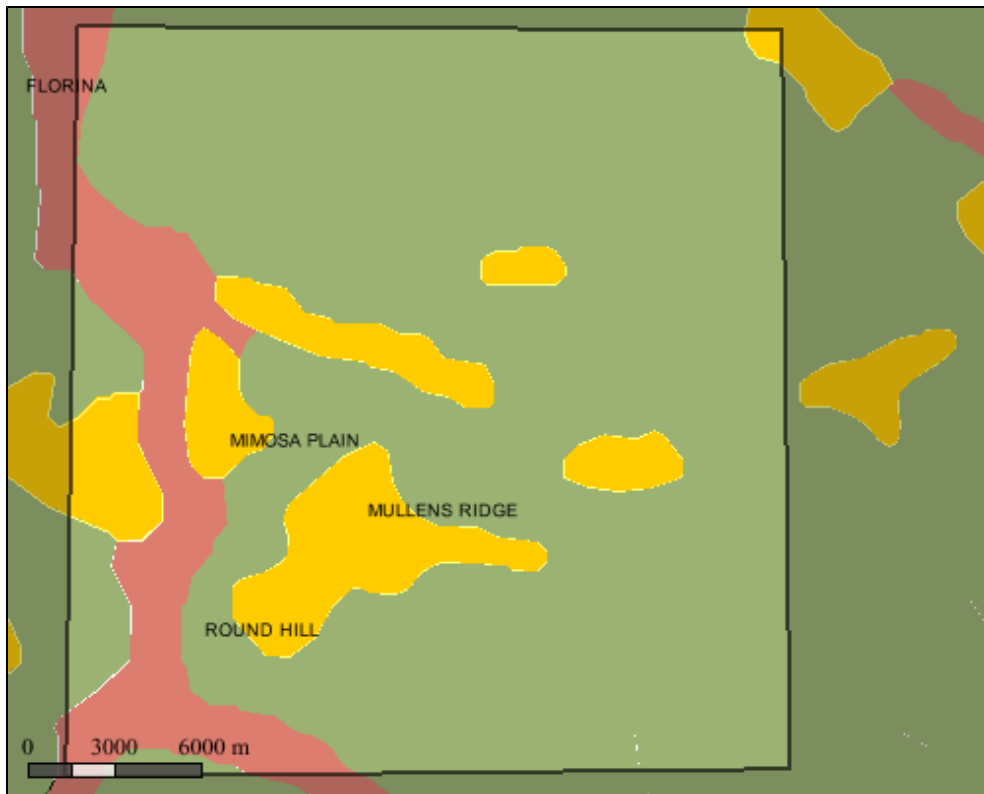 FLORINA
MIMOSA PLAIN
MULLENS RIDGE
ROUND HILL
0 3000 6000 m